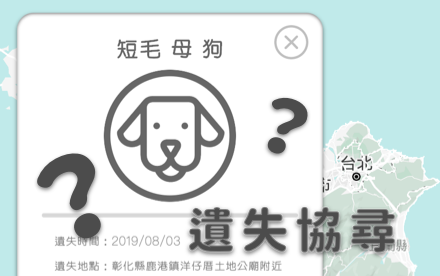 短毛 母 狗
?
?
台北
遺失時間：2019/08/03
遺失協尋
遺失地點：彰化縣鹿港鎮洋仔厝土地公廟附近